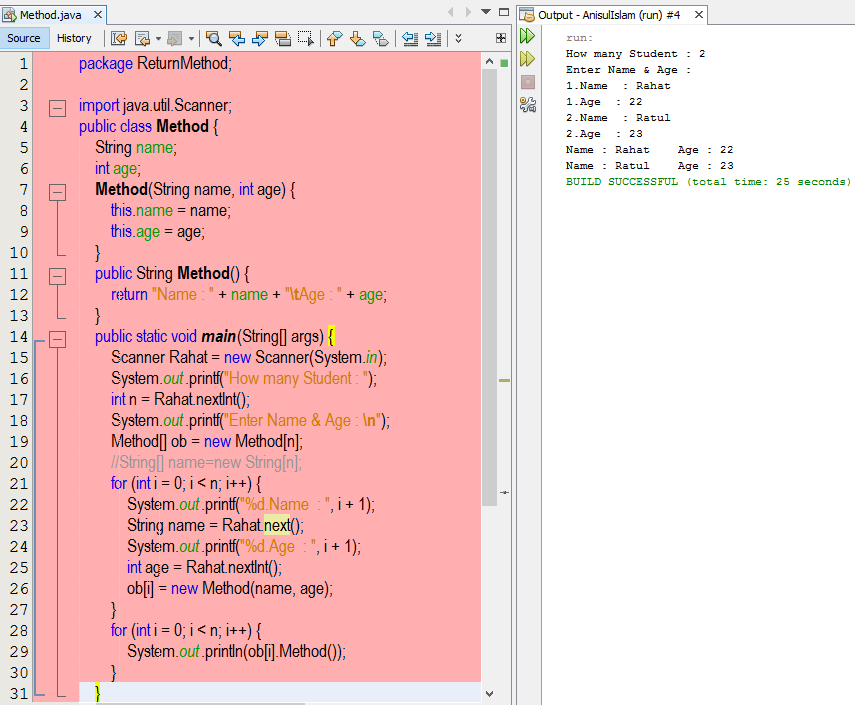 Method.java
Source History
1 package ReturnMethod;
2
3 import java.util.Scanner;
4 public class Method {
5 String name;
6 int age;
7 Method(String name, int age) {
8 this.name = name;
9 this.age = age;
10 }
11 public String Method() {
12 return "Name : " + name + "\tAge : " + age;
13 }
14 public static void main(String[] args) {
15 Scanner Rahat = new Scanner(System.in);
16 System.out.printf("How many Student : ");
17 int n = Rahat.nextInt();
18 System.out.printf("Enter Name & Age : \n");
19 Method[] ob = new Method[n];
20 //String[] name=new String[n];
21 for (int i = 0; i < n; i++) {
22 System.out.printf("%d.Name  : ", i + 1);
23 String name = Rahat.next();
24 System.out.printf("%d.Age  : ", i + 1);
25 int age = Rahat.nextInt();
26 ob[i] = new Method(name, age);
27 }
28 for (int i = 0; i < n; i++) {
29 System.out.println(ob[i].Method());
30 }
31 }
Output - AnisulIslam (run) #4
run:
How many Student : 2
Enter Name & Age :
1.Name  : Rahat
1.Age  : 22
2.Name  : Ratul
2.Age  : 23
Name : Rahat    Age : 22
Name : Ratul    Age : 23
BUILD SUCCESSFUL (total time: 25 seconds)